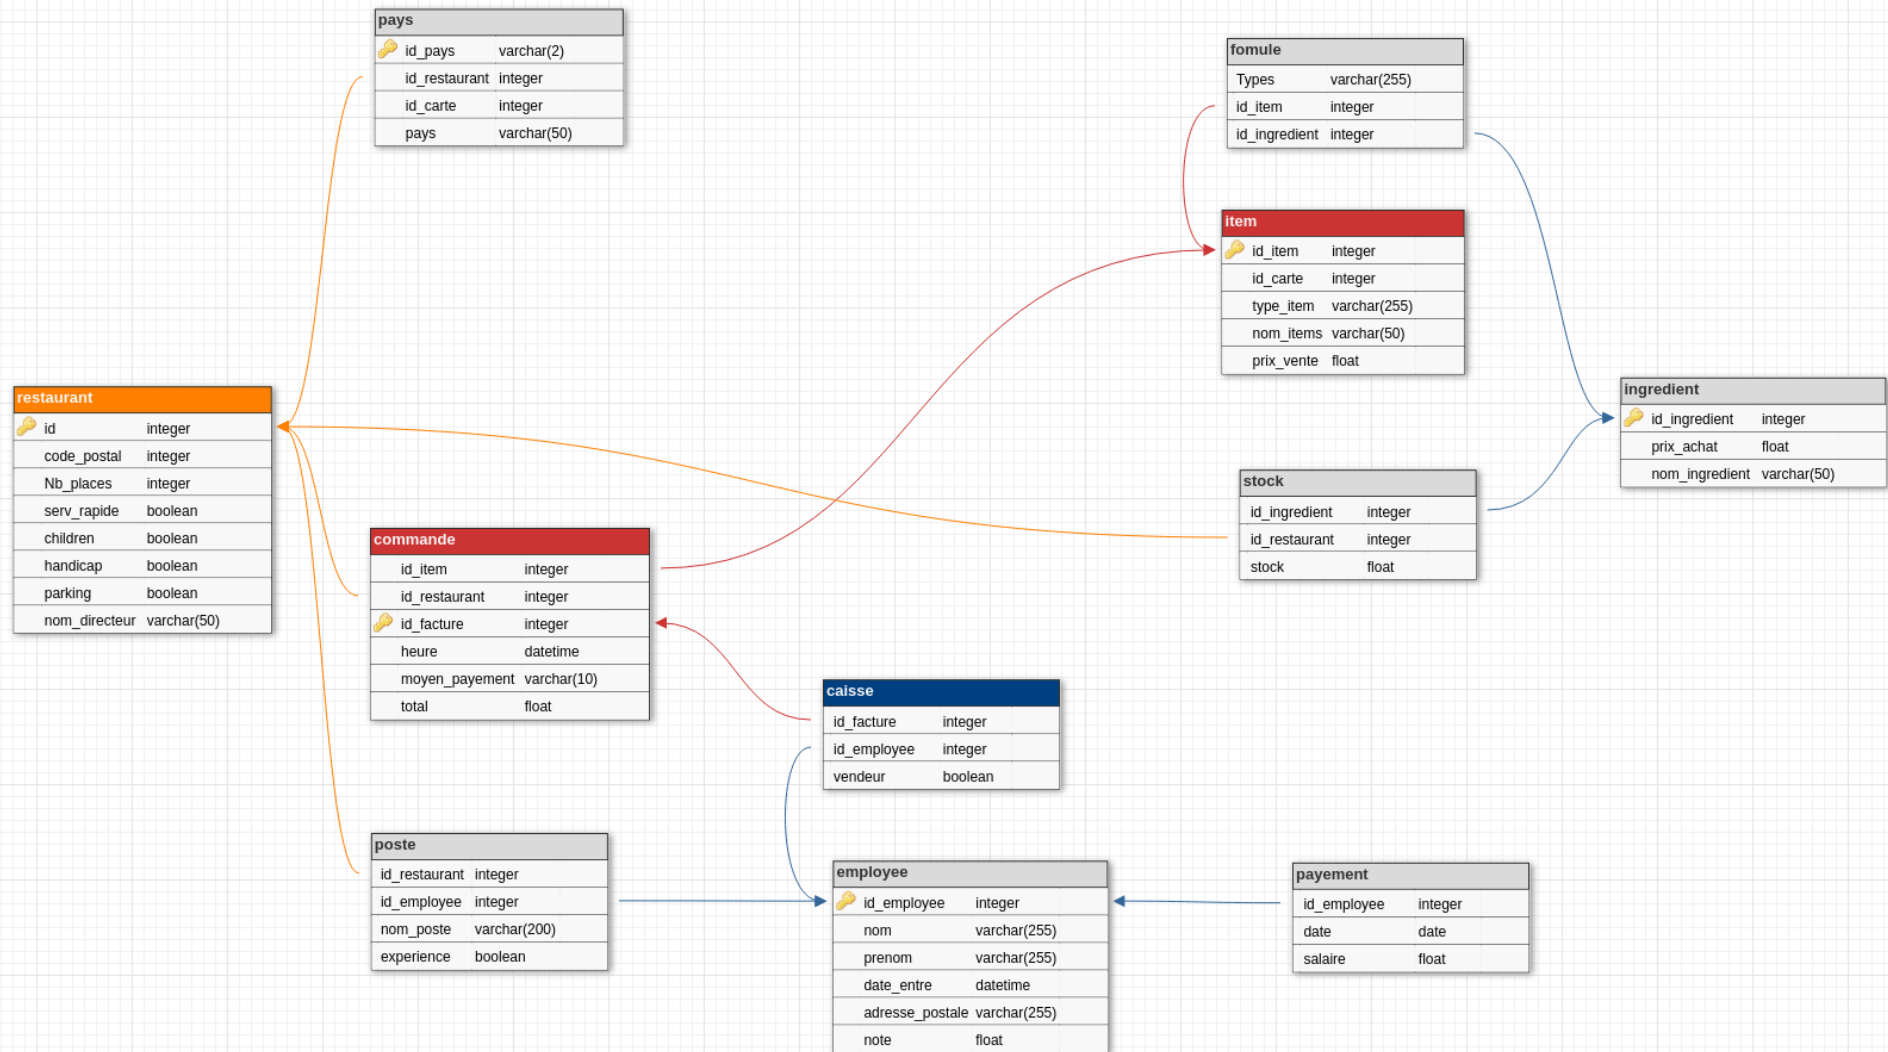 pays
id_pays varchar(2)
id_restaurant integer
id_carte integer
pays varchar(50)
fomule
Types varchar(255)
id_item integer
id_ingredient integer
item
id_item integer
id_carte integer
type_item varchar(255)
nom_items varchar(50)
prix_vente float
restaurant
id integer
code_postal integer
Nb_places integer
serv_rapide boolean
children boolean
handicap boolean
parking boolean
nom_directeur varchar(50)
ingredient
id_ingredient integer
prix_achat float
nom_ingredient varchar(50)
stock
id_ingredient integer
id_restaurant integer
stock float
commande
id_item integer
id_restaurant integer
id_facture integer
heure datetime
moyen_payement varchar(10)
total float
caisse
id_facture integer
id_employee integer
vendeur boolean
poste
id_restaurant integer
id_employee integer
nom_poste varchar(200)
experience boolean
employee
id_employee integer
nom varchar(255)
prenom varchar(255)
date_entre datetime
adresse_postale varchar(255)
note float
payement
id_employee integer
date date
salaire float